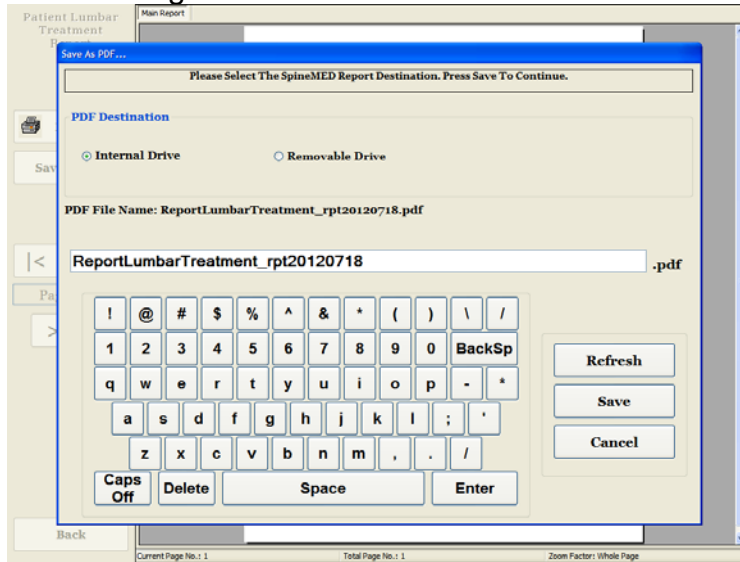 Patient Lumbar
Treatment
Main Report
Save As PDF...
Please Select The SpineMED Report Destination. Press Save To Continue.
PDF Destination
Internal Drive
Removable Drive
PDF File Name: ReportLumbarTreatment_rpt20120718.pdf
ReportLumbarTreatment_rpt20120718
.pdf
! @ # $ % ^ & * ( ) \ /
1 2 3 4 5 6 7 8 9 0 BackSp
q w e r t y u i o p - *
a s d f g h j k l ; '
z x c v b n m , . /
Caps Off Delete Space Enter
Refresh
Save
Cancel
|<
>
Back
Current Page No.: 1
Total Page No.: 1
Zoom Factor: Whole Page